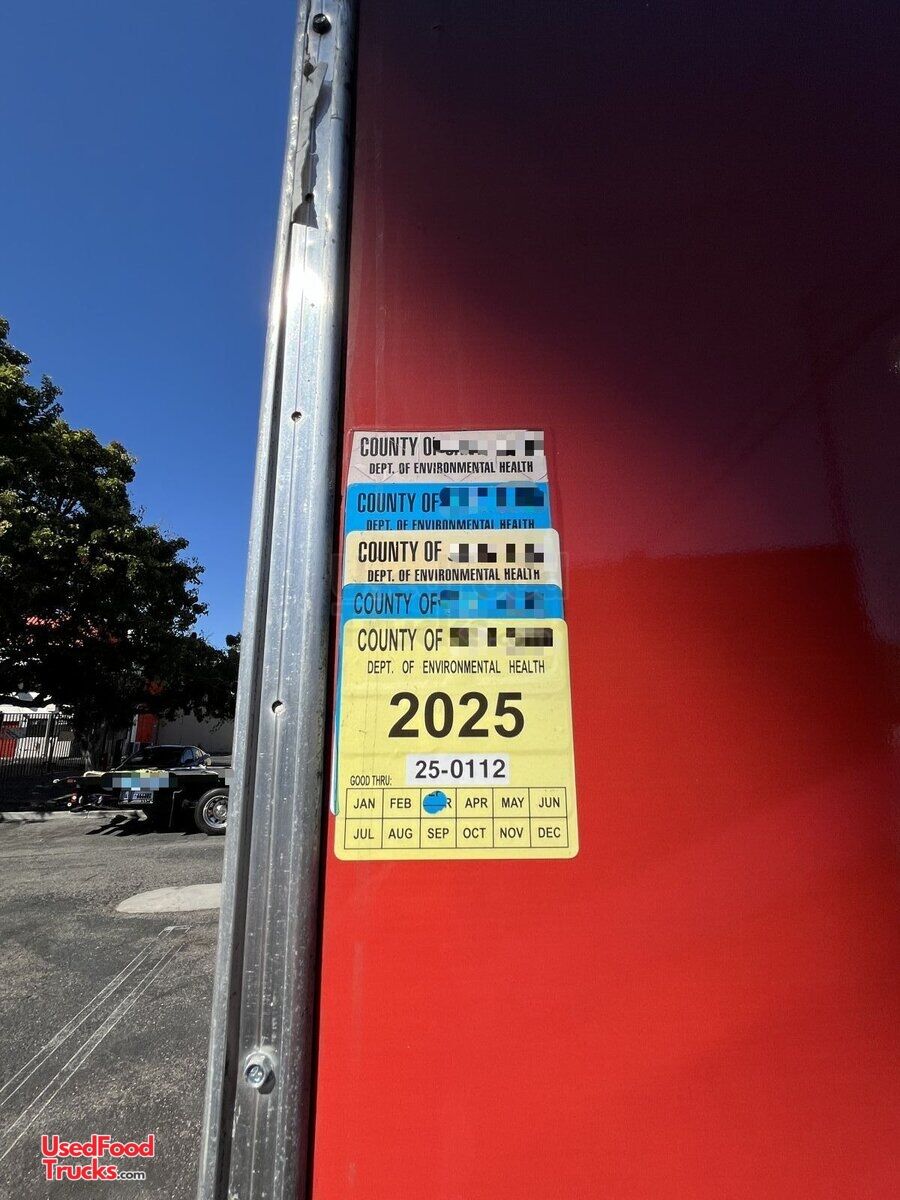 COUNTY OF
DEPT. OF ENVIRONMENTAL HEALTH
COUNTY OF
DEPT. OF ENVIRONMENTAL HEALTH
COUNTY OF
DEPT. OF ENVIRONMENTAL HEALTH
COUNTY OF
COUNTY OF
DEPT. OF ENVIRONMENTAL HEALTH
2025
25-0112
GOOD THRU:
JAN FEB APR MAY JUN
JUL AUG SEP OCT NOV DEC
UsedFood
Trucks.com